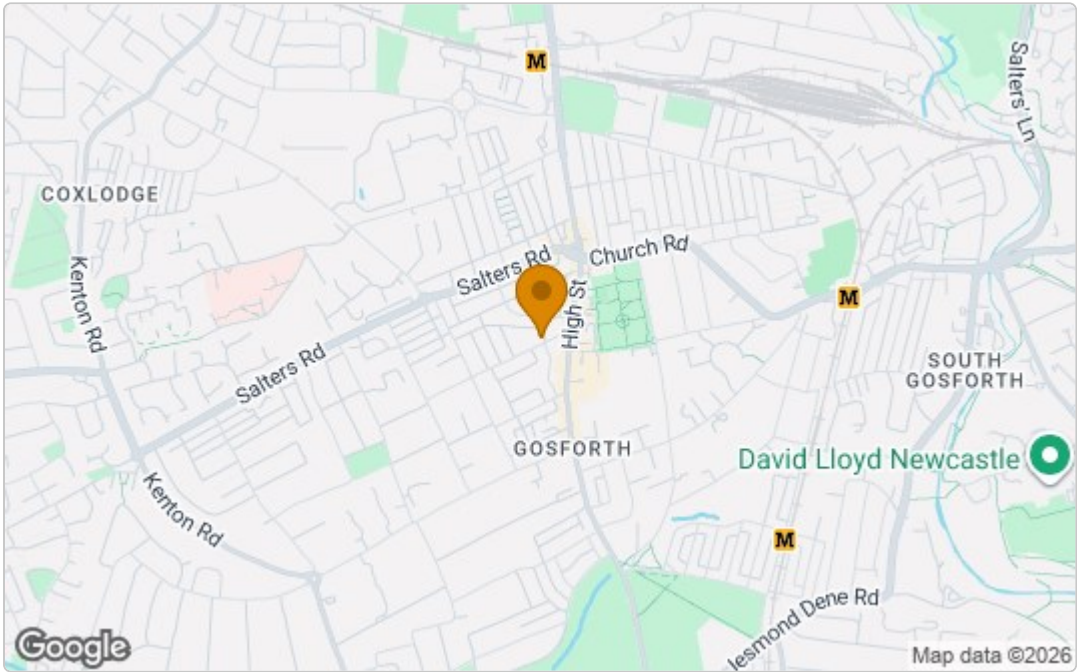 M
Salters' Ln
COXLODGE
Salters Rd
Church Rd
Kenton Rd
High St
M
Salters Rd
SOUTH
GOSFORTH
GOSFORTH
David Lloyd Newcastle
Kenton Rd
M
lesmond Dene Rd
Google
Map data ©2026